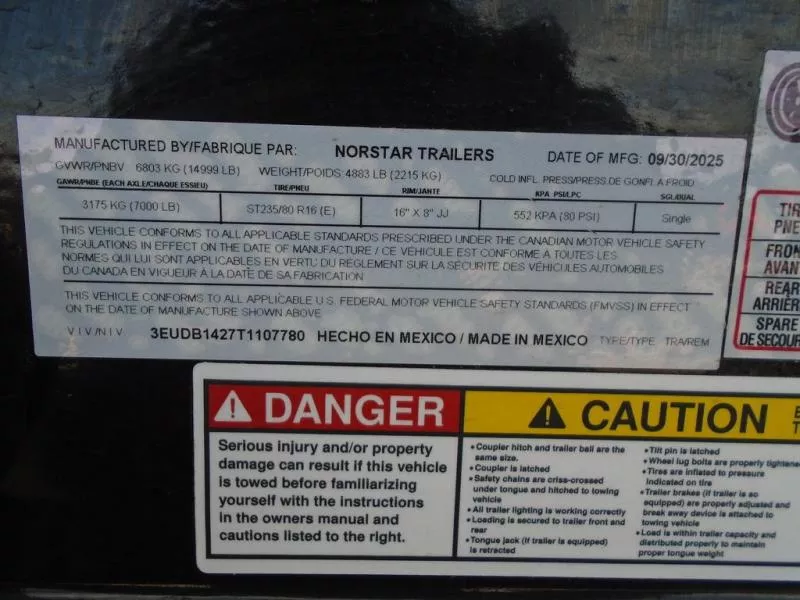 MANUFACTURED BY/FABRIQUE PAR: NORSTAR TRAILERS DATE OF MFG: 09/30/2025
GVWR/PNBV 6803 KG (14999 LB) WEIGHT/POIDS: 4883 LB (2215 KG) COLD INFL. PRESS/PRESS. DE GONFL A FROID
GAWR/PNBE (EACH AXLE/CHAQUE ESSIEU) TIRE/PNEU RIM/JANTE KPA PSI/LPC SGL/DUAL
3175 KG (7000 LB) ST235/80 R16 (E) 16" X 8" JJ 552 KPA (80 PSI) Single
THIS VEHICLE CONFORMS TO ALL APPLICABLE STANDARDS PRESCRIBED UNDER THE CANADIAN MOTOR VEHICLE SAFETY
REGULATIONS IN EFFECT ON THE DATE OF MANUFACTURE / CE VEHICULE EST CONFORME A TOUTES LES
NORMES QUI LUI SONT APPLICABLES EN VERTU DU REGLEMENT SUR LA SECURITE DES VEHICULES AUTOMOBILES
DU CANADA EN VIGUEUR A LA DATE DE SA FABRICATION
THIS VEHICLE CONFORMS TO ALL APPLICABLE U.S. FEDERAL MOTOR VEHICLE SAFETY STANDARDS (FMVSS) IN EFFECT
ON THE DATE OF MANUFACTURER SHOWN ABOVE
V I V /N I V 3EUDB1427T1107780 HECHO EN MEXICO / MADE IN MEXICO TYPE/TYPE TRA/REM
TIR
PNE
FRON
AVAN
REAR
ARRIÈR
SPARE
DE SECOUR
DANGER
Serious injury and/or property
damage can result if this vehicle
is towed before familiarizing
yourself with the instructions
in the owners manual and
cautions listed to the right.
CAUTION
• Coupler hitch and trailer ball are the
same size.
• Coupler is latched
• Safety chains are criss-crossed
under tongue and hitched to towing
vehicle
• All trailer lighting is working correctly
• Loading is secured to trailer front and
rear
• Tongue jack (if trailer is equipped)
is retracted
• Tilt pin is latched
• Wheel lug bolts are properly tightene
• Tires are inflated to pressure
indicated on tire
• Trailer brakes (if trailer is so
equipped) are properly adjusted and
break away device is attached to
towing vehicle
• Load is within trailer capacity and
distributed properly to maintain
proper tongue weight